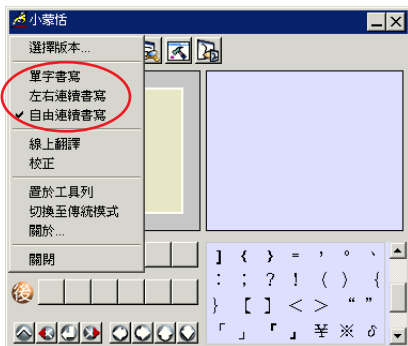 小蒙恬
選擇版本...
單字書寫
左右連續書寫
✓ 自由連續書寫
線上翻譯
校正
置於工具列
切換至傳統模式
關於...
關閉
] { } = , ° 、
: ; ? ! ( ) {
後
} 【 】 < > “ ”
「 」 『 』 ¥ ※ δ